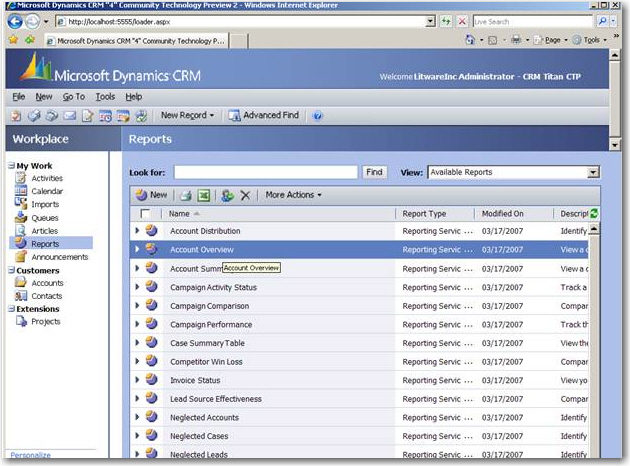 Microsoft Dynamics CRM "4" Community Technology Preview 2 - Windows Internet Explorer
http://localhost:5555/loader.aspx
Live Search
Microsoft Dynamics CRM "4" Community Technology P...
Page
Tools
Microsoft Dynamics CRM
Welcome LitwareInc Administrator - CRM Titan CTP
File New Go To Tools Help
New Record Advanced Find
Workplace
Reports
My Work
Activities
Calendar
Imports
Queues
Articles
Reports
Announcements
Customers
Accounts
Contacts
Extensions
Projects
Personalize
Look for: Find View: Available Reports
New More Actions
Name Report Type Modified On Descript
Account Distribution Reporting Servic ... 03/17/2007 Identify
Account Overview Reporting Servic ... 03/17/2007 View a c
Account Summ Reporting Servic ... 03/17/2007 View a c
Account Overview
Campaign Activity Status Reporting Servic ... 03/17/2007 Track a
Campaign Comparison Reporting Servic ... 03/17/2007 Compar
Campaign Performance Reporting Servic ... 03/17/2007 Track th
Case Summary Table Reporting Servic ... 03/17/2007 View the
Competitor Win Loss Reporting Servic ... 03/17/2007 Compar
Invoice Status Reporting Servic ... 03/17/2007 View yo
Lead Source Effectiveness Reporting Servic ... 03/17/2007 Compar
Neglected Accounts Reporting Servic ... 03/17/2007 Identify
Neglected Cases Reporting Servic ... 03/17/2007 Identify
Neglected Leads Reporting Servic ... 03/17/2007 Identify